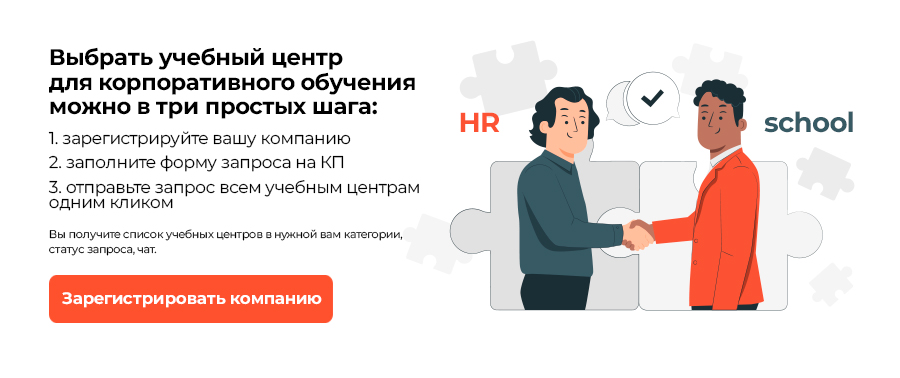 Выбрать учебный центр
для корпоративного обучения
можно в три простых шага:
1. зарегистрируйте вашу компанию
2. заполните форму запроса на КП
3. отправьте запрос всем учебным центрам
одним кликом
Вы получите список учебных центров в нужной вам категории,
статус запроса, чат.
Зарегистрировать компанию
HR
school